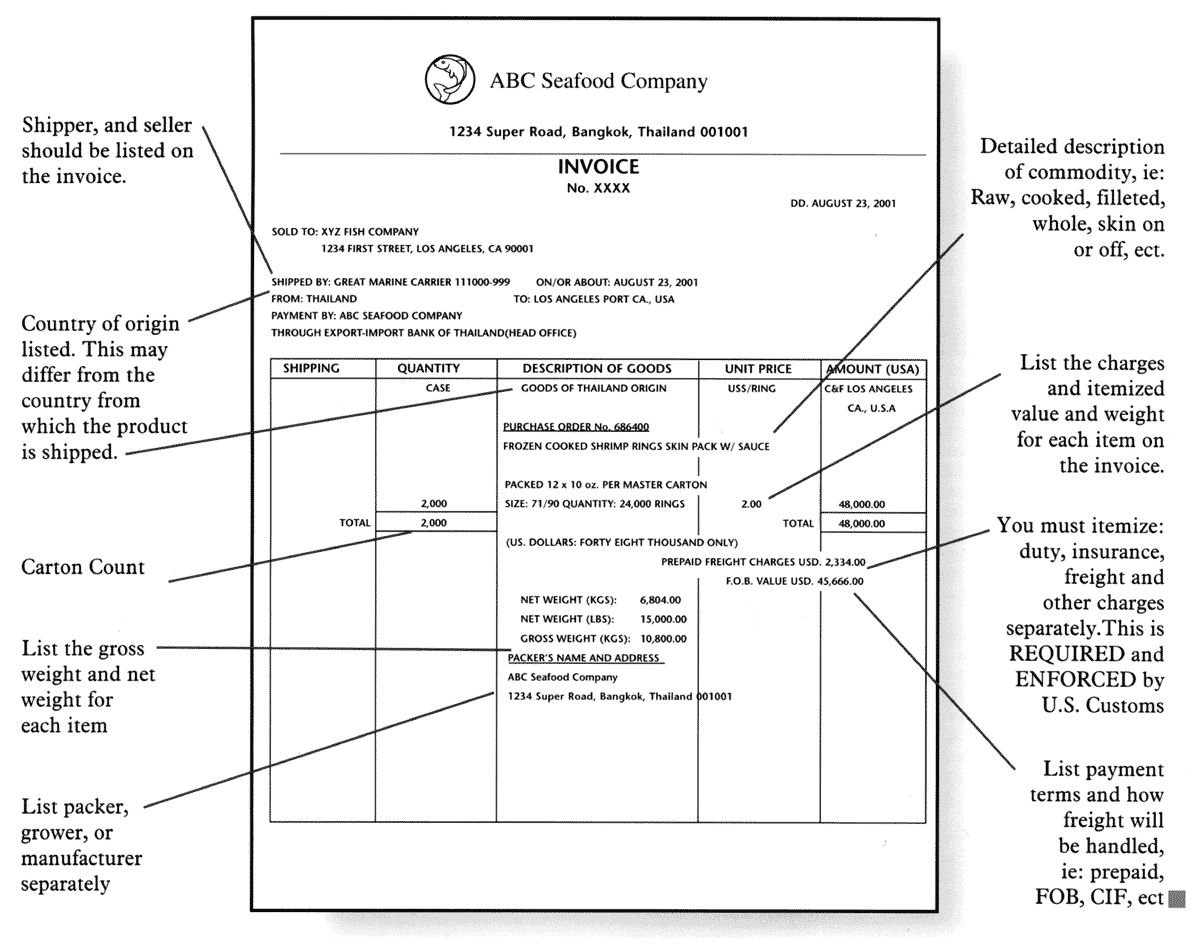 ABC Seafood Company
1234 Super Road, Bangkok, Thailand 001001
INVOICE
No. XXXX
DD. AUGUST 23, 2001
SOLD TO: XYZ FISH COMPANY
1234 FIRST STREET, LOS ANGELES, CA 90001
SHIPPED BY: GREAT MARINE CARRIER 111000-999 ON/OR ABOUT: AUGUST 23, 2001
FROM: THAILAND TO: LOS ANGELES PORT CA., USA
PAYMENT BY: ABC SEAFOOD COMPANY
THROUGH EXPORT-IMPORT BANK OF THAILAND(HEAD OFFICE)
SHIPPING QUANTITY DESCRIPTION OF GOODS UNIT PRICE AMOUNT (USA)
CASE GOODS OF THAILAND ORIGIN USS/RING C&F LOS ANGELES
CA., U.S.A
PURCHASE ORDER No. 686400
FROZEN COOKED SHRIMP RINGS SKIN PACK W/ SAUCE
PACKED 12 x 10 oz. PER MASTER CARTON
2,000 SIZE: 71/90 QUANTITY: 24,000 RINGS 2.00 48,000.00
TOTAL 2,000 TOTAL 48,000.00
(US. DOLLARS: FORTY EIGHT THOUSAND ONLY)
PREPAID FREIGHT CHARGES USD. 2,334.00
F.O.B. VALUE USD. 45,666.00
NET WEIGHT (KGS): 6,804.00
NET WEIGHT (LBS): 15,000.00
GROSS WEIGHT (KGS): 10,800.00
PACKER'S NAME AND ADDRESS
ABC Seafood Company
1234 Super Road, Bangkok, Thailand 001001
Shipper, and seller
should be listed on
the invoice.
Country of origin
listed. This may
differ from the
country from
which the product
is shipped.
Carton Count
List the gross
weight and net
weight for
each item
List packer,
grower, or
manufacturer
separately
Detailed description
of commodity, ie:
Raw, cooked, filleted,
whole, skin on
or off, ect.
List the charges
and itemized
value and weight
for each item on
the invoice.
You must itemize:
duty, insurance,
freight and
other charges
separately.This is
REQUIRED and
ENFORCED by
U.S. Customs
List payment
terms and how
freight will
be handled,
ie: prepaid,
FOB, CIF, ect